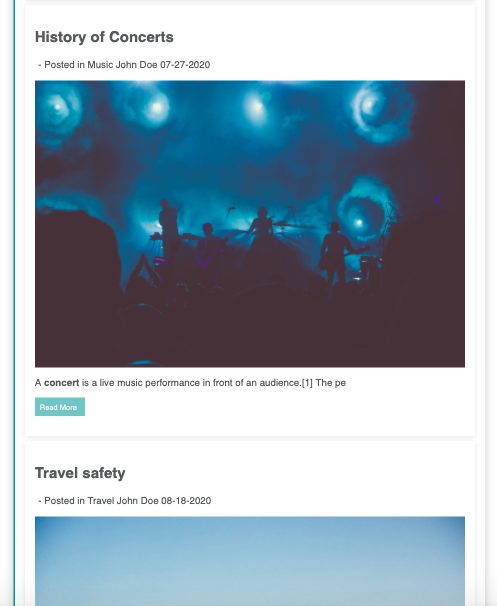 History of Concerts
- Posted in Music John Doe 07-27-2020
A concert is a live music performance in front of an audience.[1] The pe
Read More
Travel safety
- Posted in Travel John Doe 08-18-2020